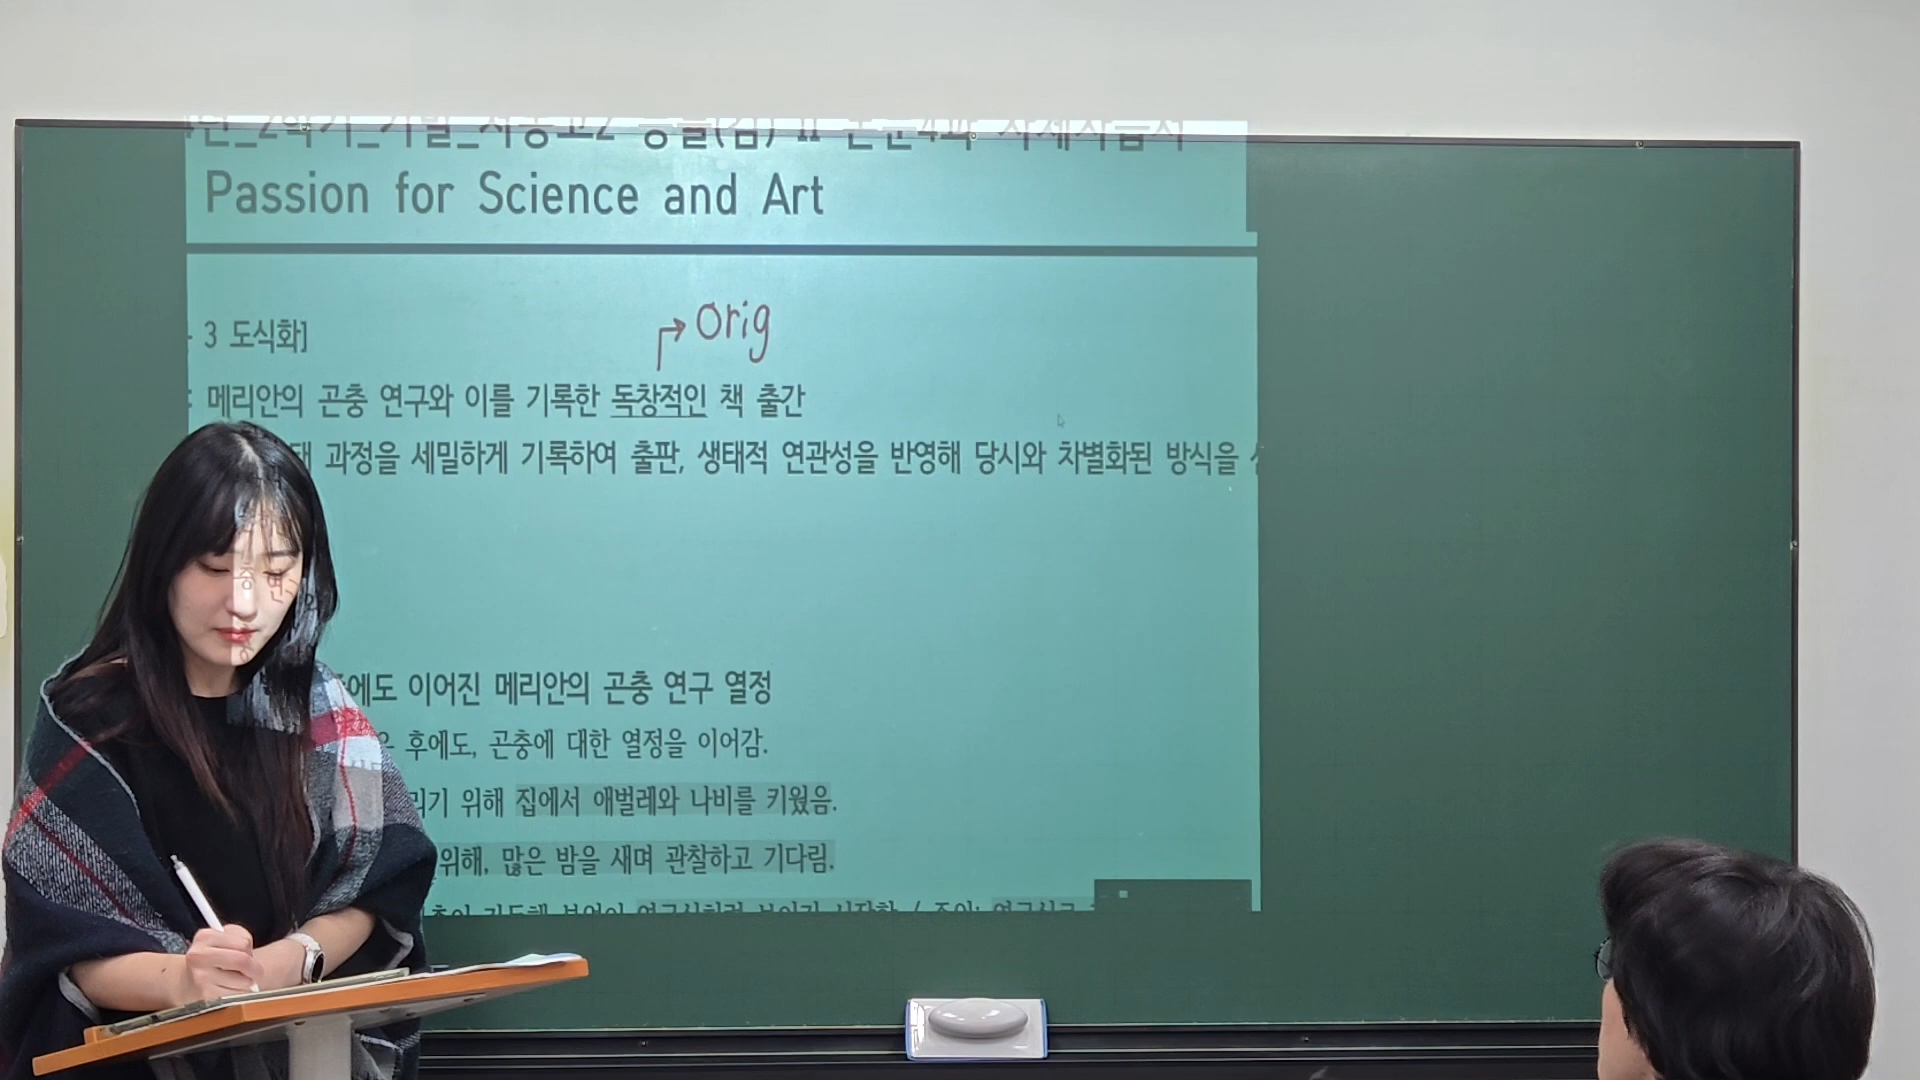 Passion for Science and Art
Orig
3 도식화]
: 메리안의 곤충 연구와 이를 기록한 독창적인 책 출간
과정을 세밀하게 기록하여 출판, 생태적 연관성을 반영해 당시와 차별화된 방식을
에도 이어진 메리안의 곤충 연구 열정
후에도, 곤충에 대한 열정을 이어감.
위해 집에서 애벌레와 나비를 키웠음.
위해, 많은 밤을 새며 관찰하고 기다림.